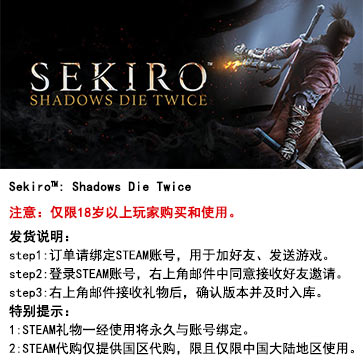 SEKIRO™
SHADOWS DIE TWICE
Sekiro™: Shadows Die Twice
注意：仅限18岁以上玩家购买和使用。
发货说明：
step1:订单请绑定STEAM账号，用于加好友、发送游戏。
step2:登录STEAM账号，右上角邮件中同意接收好友邀请。
step3:右上角邮件接收礼物后，确认版本并及时入库。
特别提示：
1:STEAM礼物一经使用将永久与账号绑定。
2:STEAM代购仅提供国区代购，限且仅限中国大陆地区使用。